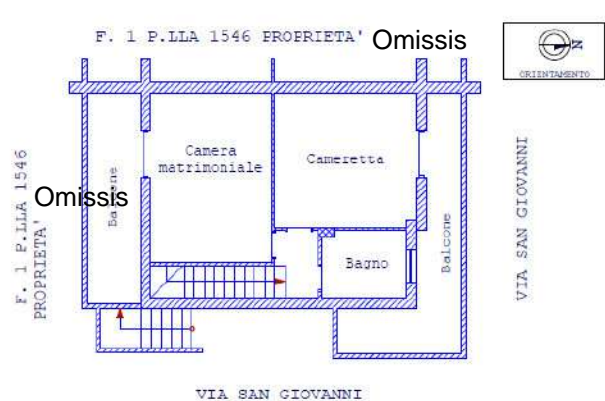 F. 1 P.LLA 1546 PROPRIETA' Omissis
N
ORIENTAMENTO
Camera
matrimoniale
Cameretta
F. 1 P.LLA 1546
PROPRIETA'
Omissis
Balcone
Bagno
Balcone
VIA SAN GIOVANNI
VIA SAN GIOVANNI